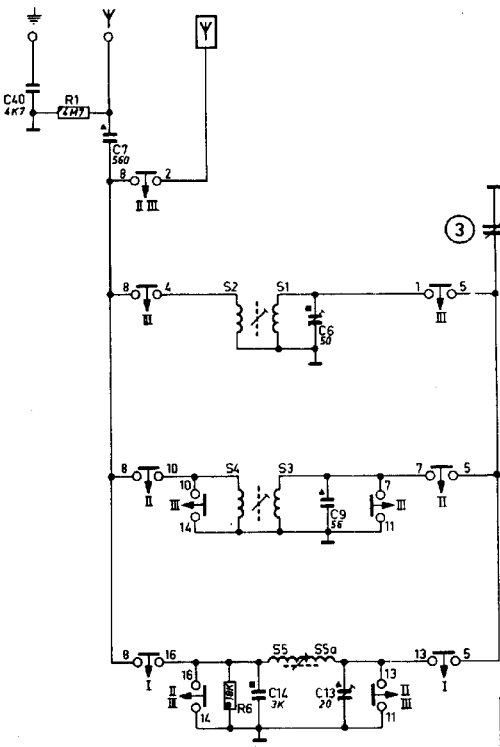 C40
4K7
R1
4M7
C7
560
8 2
II III
3
8 4
III
S2 S1
C6
50
1 5
III
8 10
II
10
III
14
S4 S3
C9
56
7
III
11
7 5
II
8 16
I
16
II
III
14
18K
R6
C14
3K
S5 S5a
C13
20
13
II
III
11
13 5
I